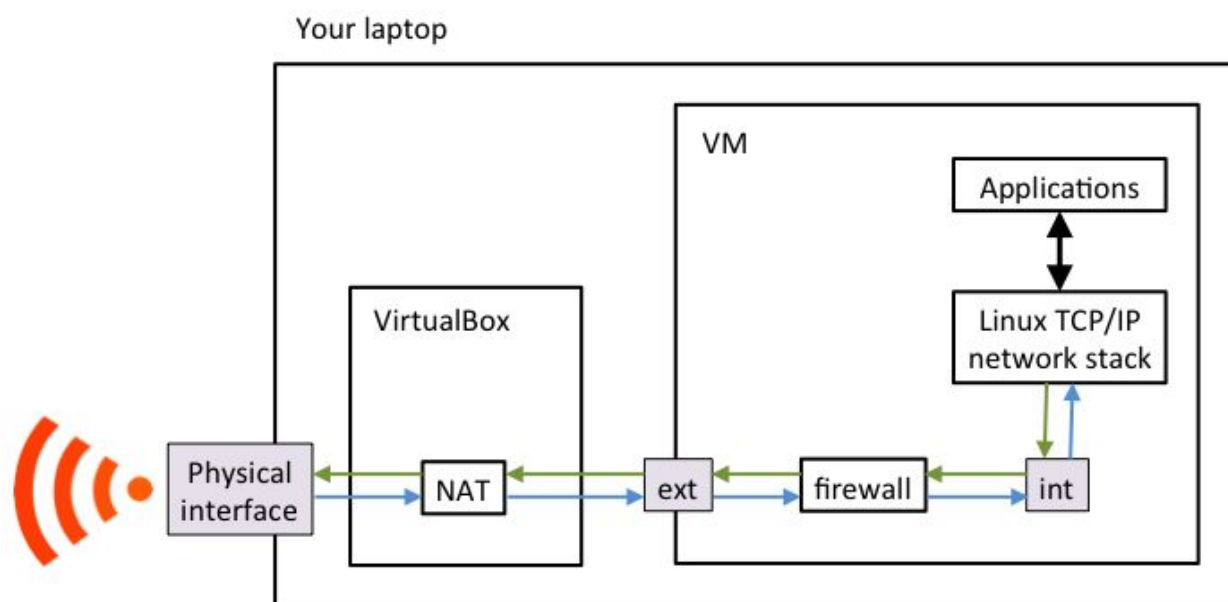 Your laptop
VM
Applications
VirtualBox
Linux TCP/IP
network stack
Physical
interface
NAT
ext
firewall
int